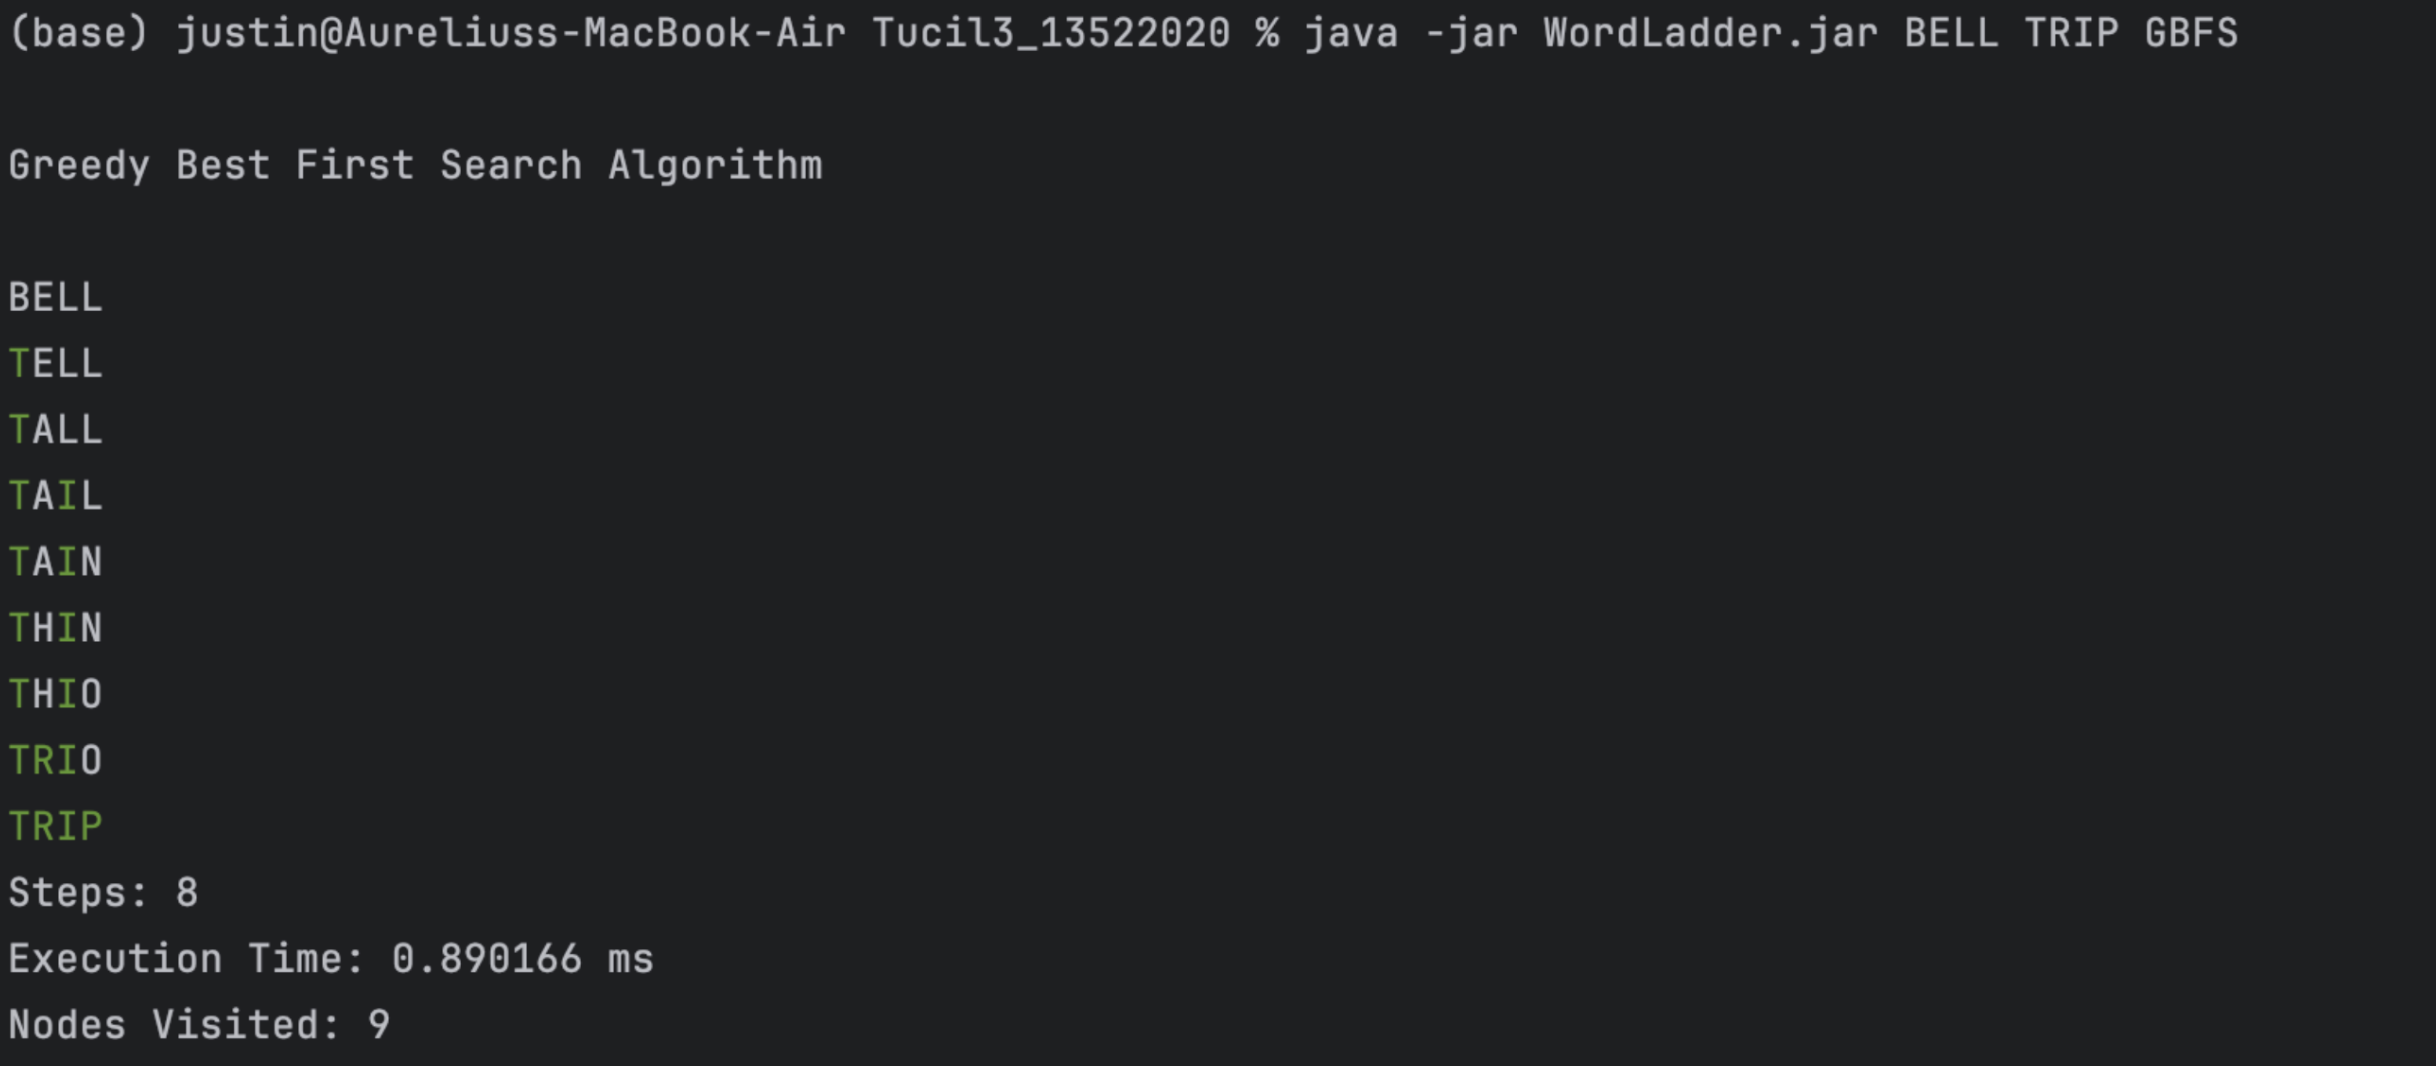 (base) justin@Aureliuss-MacBook-Air Tucil3_13522020 % java -jar WordLadder.jar BELL TRIP GBFS
Greedy Best First Search Algorithm
BELL
TELL
TALL
TAIL
TAIN
THIN
THIO
TRIO
TRIP
Steps: 8
Execution Time: 0.890166 ms
Nodes Visited: 9